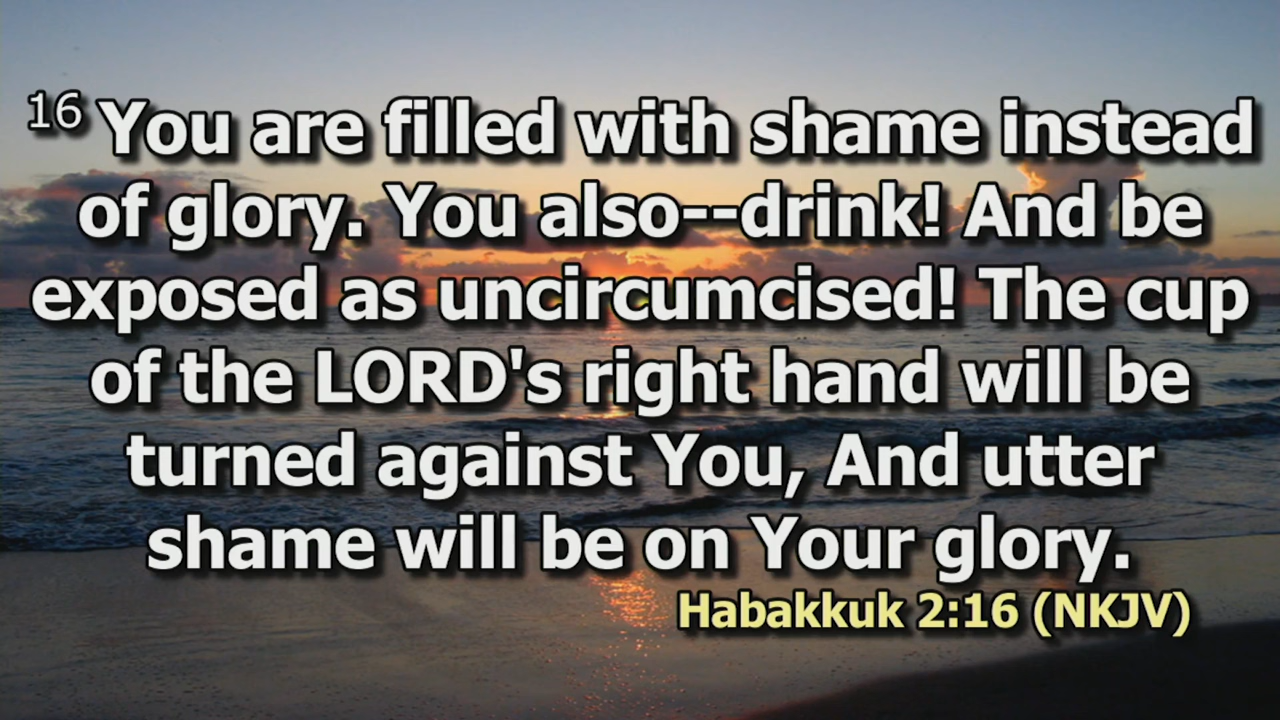 16 You are filled with shame instead
of glory. You also--drink! And be
exposed as uncircumcised! The cup
of the LORD's right hand will be
turned against You, And utter
shame will be on Your glory.
Habakkuk 2:16 (NKJV)